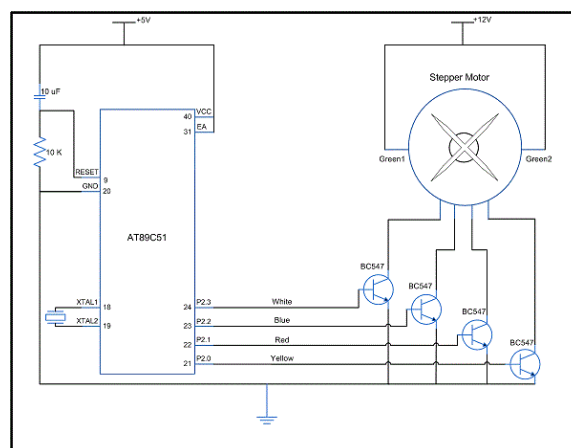 +5V
+12V
Stepper Motor
10 uF
40
VCC
31
EA
10 K
Green1
Green2
RESET
9
GND
20
AT89C51
BC547
BC547
BC547
BC547
XTAL1
18
24
P2.3
White
XTAL2
19
23
P2.2
Blue
22
P2.1
Red
21
P2.0
Yellow